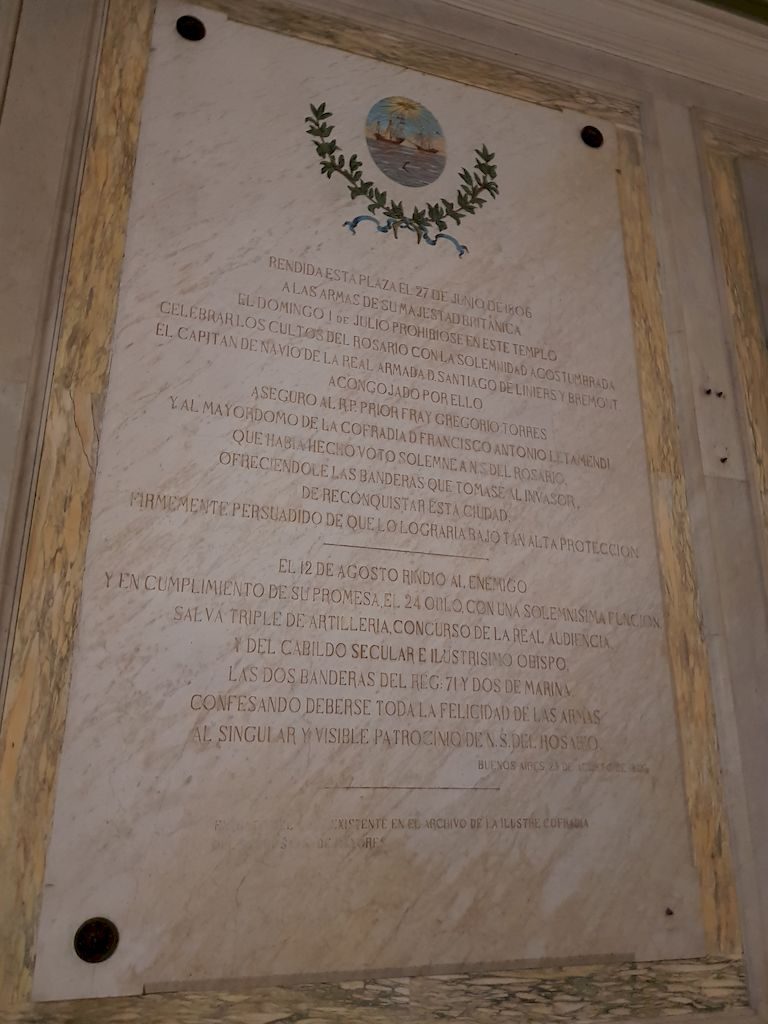 RENDIDA ESTA PLAZA EL 27 DE JUNIO DE 1806
A LAS ARMAS DE SU MAJESTAD BRITÁNICA
EL DOMINGO 1 DE JULIO PROHIBIOSE EN ESTE TEMPLO
CELEBRAR LOS CULTOS DEL ROSARIO CON LA SOLEMNIDAD ACOSTUMBRADA
EL CAPITAN DE NAVIO DE LA REAL ARMADA D. SANTIAGO DE LINIERS Y BREMONT
ACONGOJADO POR ELLO
ASEGURO AL R.P. PRIOR FRAY GREGORIO TORRES
Y AL MAYORDOMO DE LA COFRADIA D FRANCISCO ANTONIO LETAMENDI
QUE HABIA HECHO VOTO SOLEMNE A N.S DEL ROSARIO,
OFRECIENDOLE LAS BANDERAS QUE TOMASE AL INVASOR,
DE RECONQUISTAR ESTA CIUDAD,
FIRMEMENTE PERSUADIDO DE QUE LO LOGRARIA BAJO TAN ALTA PROTECCION
EL 12 DE AGOSTO RINDIO AL ENEMIGO
Y EN CUMPLIMIENTO DE SU PROMESA, EL 24 OBLO, CON UNA SOLEMNISIMA FUNCION
SALVA TRIPLE DE ARTILLERIA, CONCURSO DE LA REAL AUDIENCIA,
Y DEL CABILDO SECULAR E ILUSTRISIMO OBISPO,
LAS DOS BANDERAS DEL REG: 71 Y DOS DE MARINA
CONFESANDO DEBERSE TODA LA FELICIDAD DE LAS ARMAS
AL SINGULAR Y VISIBLE PATROCINIO DE N.S. DEL ROSARIO.
BUENOS AIRES, DE DE
EXISTENTE EN EL ARCHIVO DE LA ILUSTRE COFRADIA